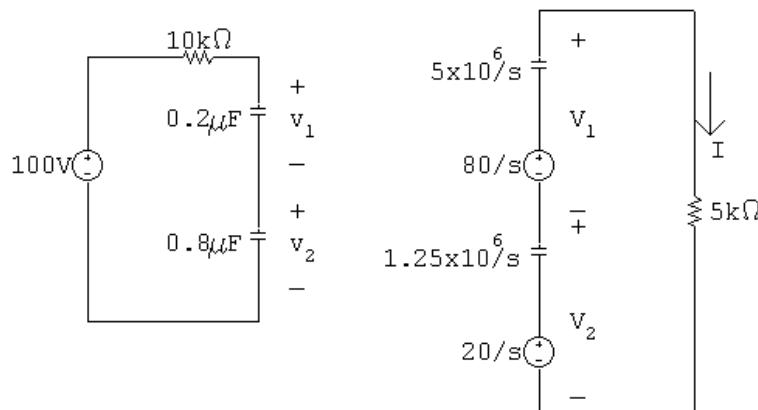 10kΩ
+
0.2μF
v1
−
100V
+
0.8μF
v2
−
+
5x10^6/s
V1
I
80/s
−
5kΩ
+
1.25x10^6/s
V2
20/s
−